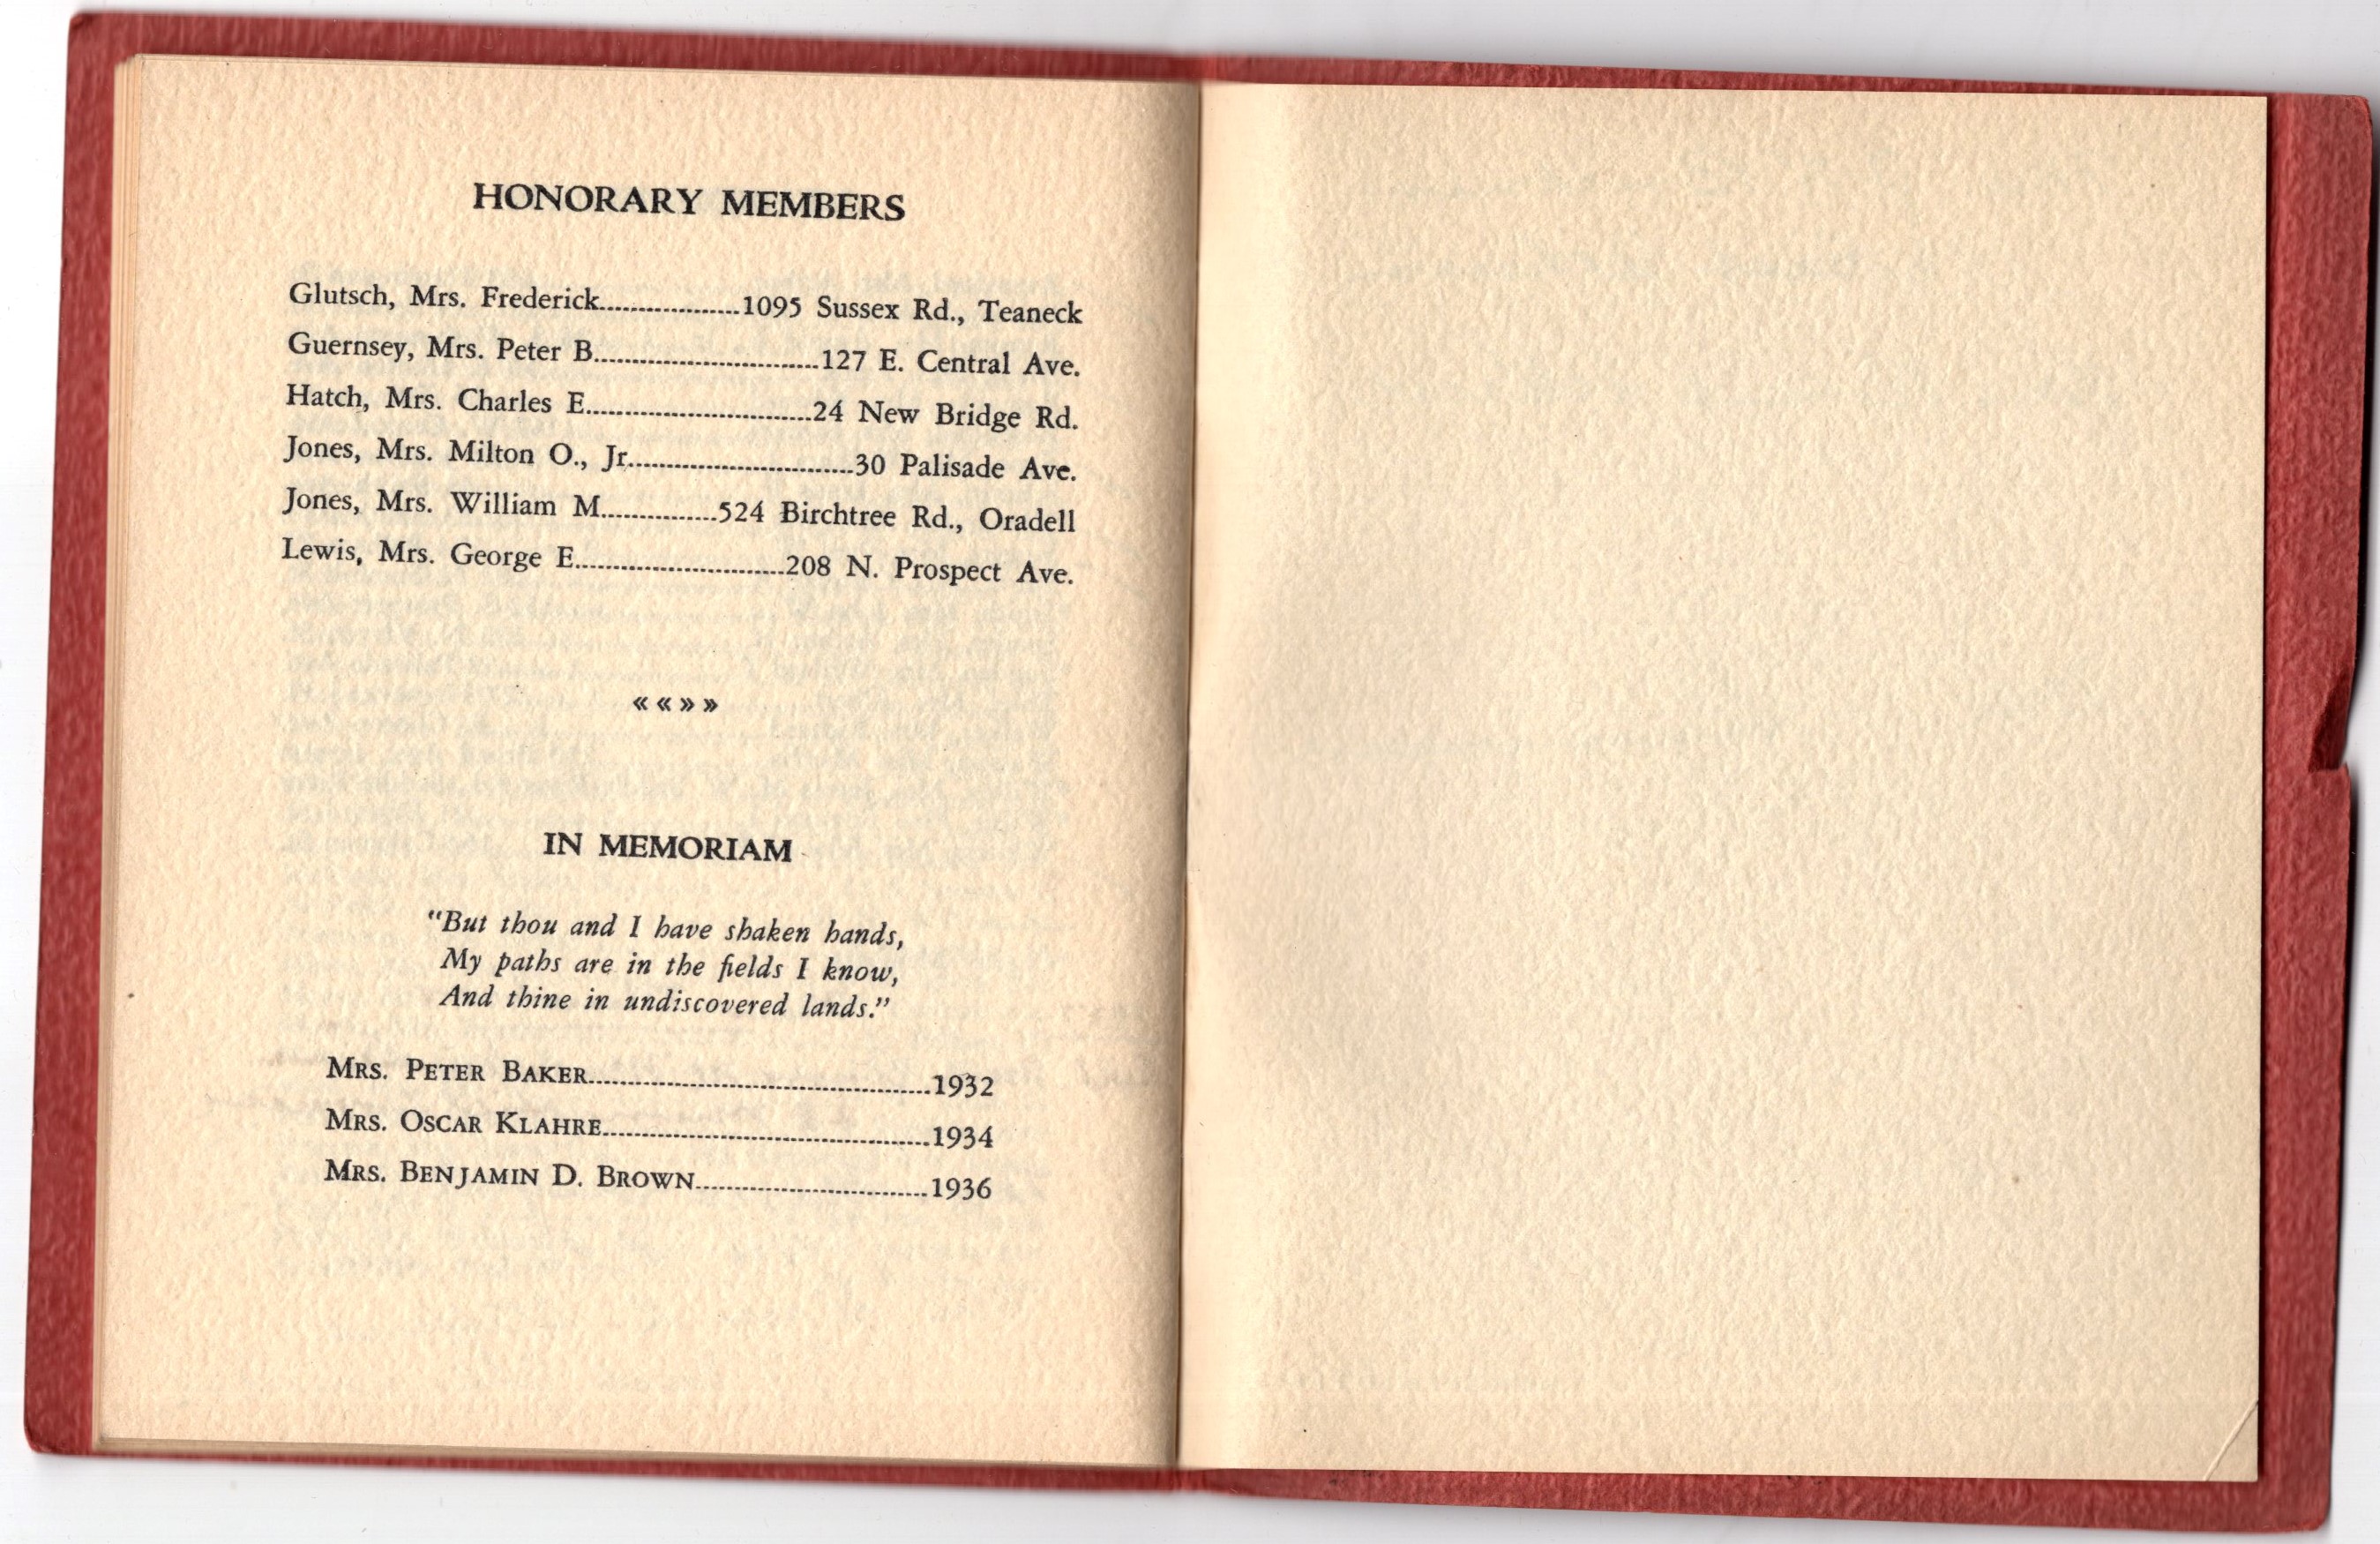 HONORARY MEMBERS
Glutsch, Mrs. Frederick..................1095 Sussex Rd., Teaneck
Guernsey, Mrs. Peter B.............................127 E. Central Ave.
Hatch, Mrs. Charles E.............................24 New Bridge Rd.
Jones, Mrs. Milton O., Jr.............................30 Palisade Ave.
Jones, Mrs. William M...............524 Birchtree Rd., Oradell
Lewis, Mrs. George E...........................208 N. Prospect Ave.
««»»
IN MEMORIAM
"But thou and I have shaken hands,
My paths are in the fields I know,
And thine in undiscovered lands."
MRS. PETER BAKER............................................1932
MRS. OSCAR KLAHRE..........................................1934
MRS. BENJAMIN D. BROWN..............................1936